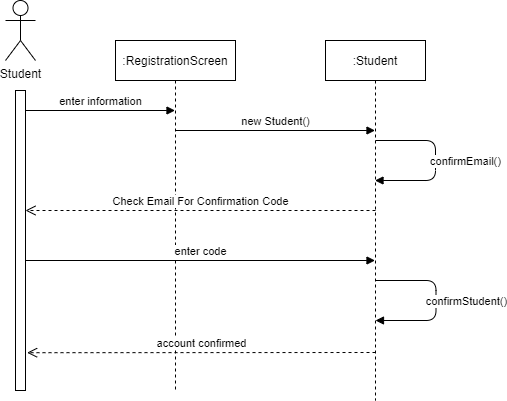 Student
:RegistrationScreen
:Student
enter information
new Student()
confirmEmail()
Check Email For Confirmation Code
enter code
confirmStudent()
account confirmed